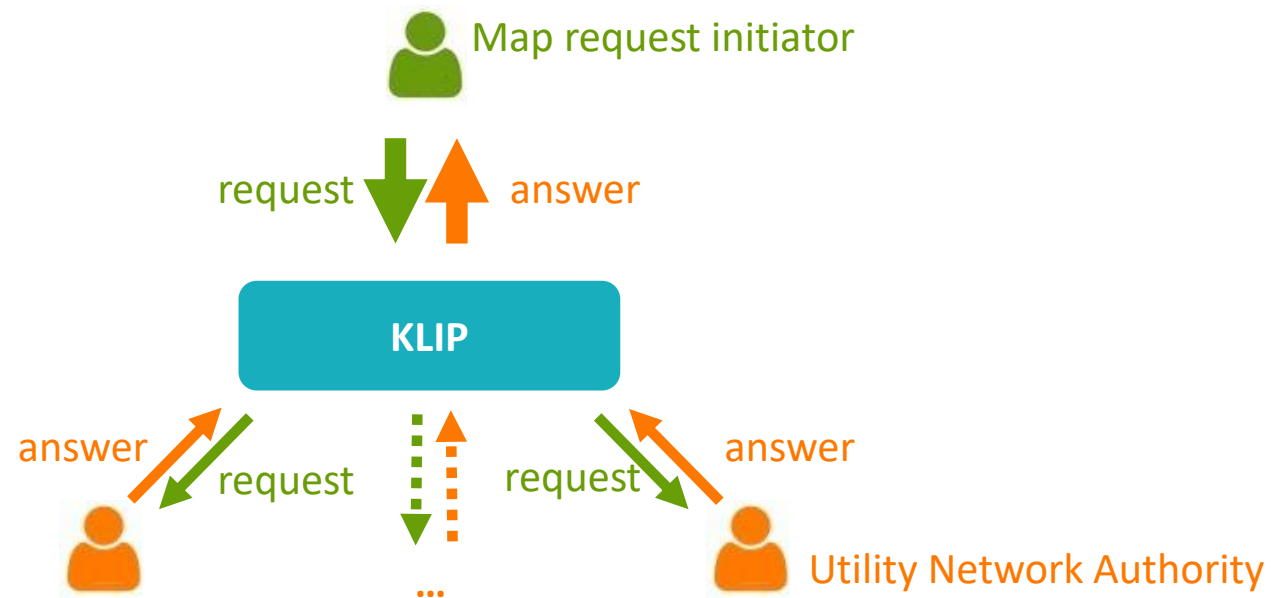 Map request initiator
request
answer
KLIP
answer
request
request
answer
Utility Network Authority
...